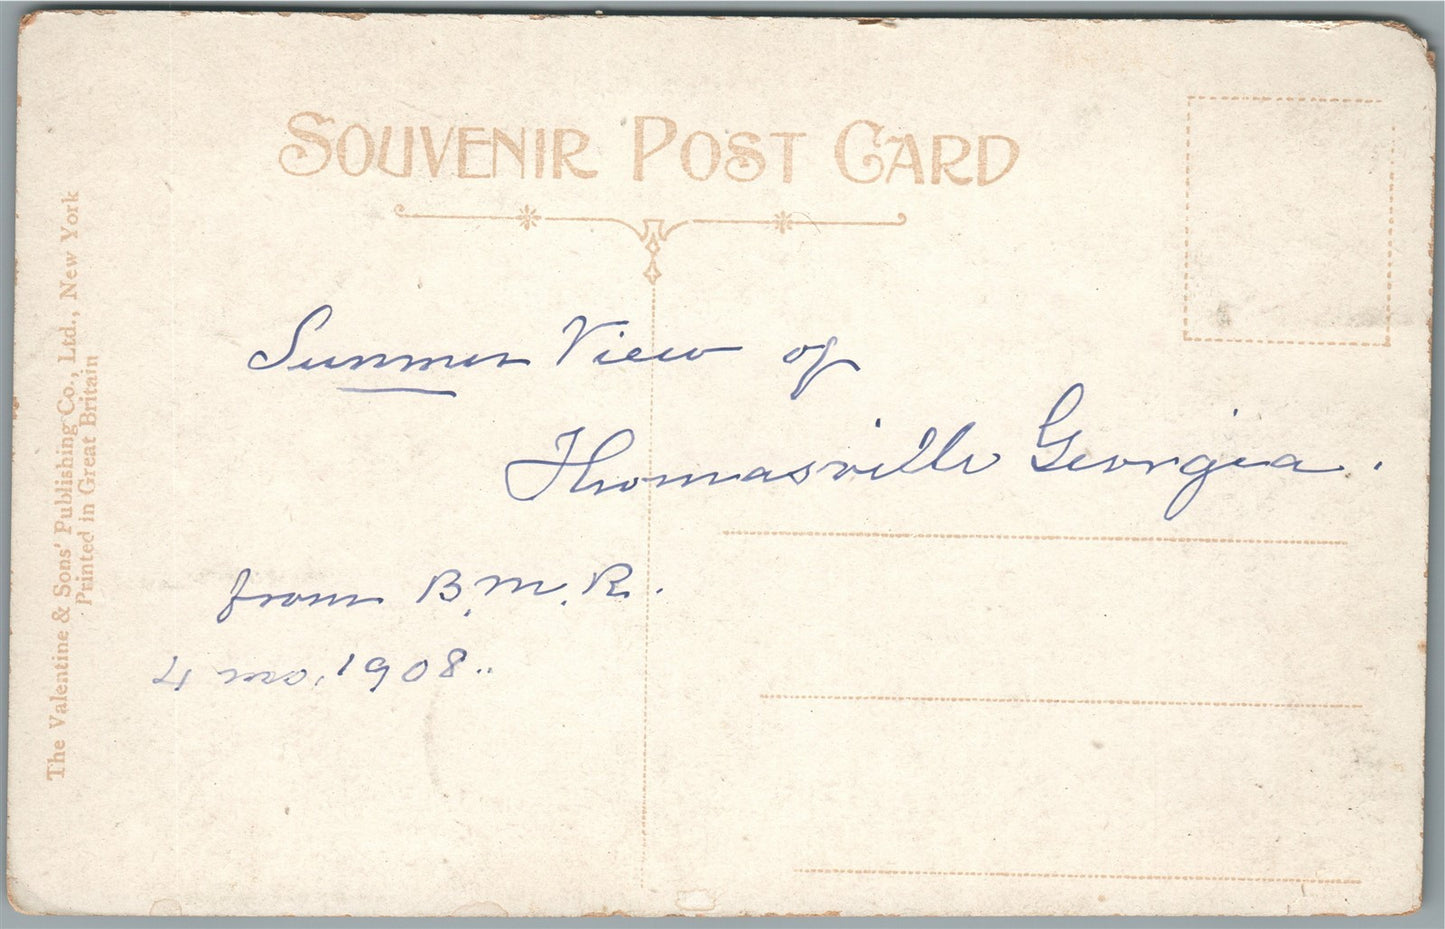 SOUVENIR POST CARD
Summer View of
Thomasville Georgia.
from B.M.R.
4 mo. 1908..
The Valentine & Sons' Publishing Co., Ltd., New York
Printed in Great Britain